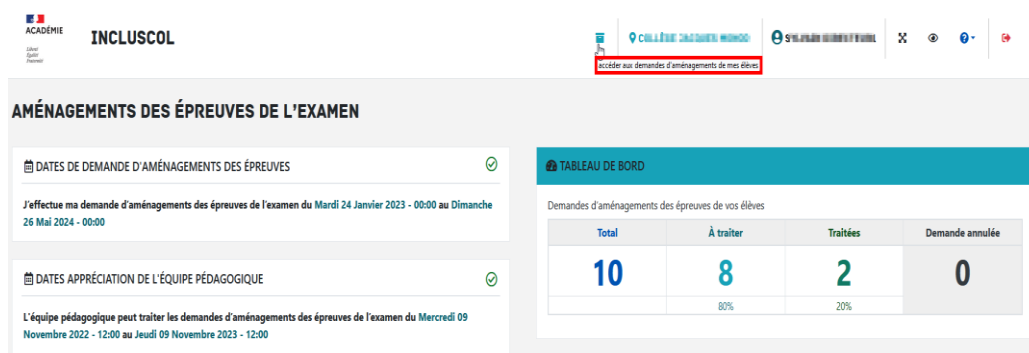 ACADÉMIE
Liberté
Égalité
Fraternité
INCLUSCOL
accéder aux demandes d'aménagements de mes élèves
AMÉNAGEMENTS DES ÉPREUVES DE L'EXAMEN
DATES DE DEMANDE D'AMÉNAGEMENTS DES ÉPREUVES
J'effectue ma demande d'aménagements des épreuves de l'examen du Mardi 24 Janvier 2023 - 00:00 au Dimanche
26 Mai 2024 - 00:00
DATES APPRÉCIATION DE L'ÉQUIPE PÉDAGOGIQUE
L'équipe pédagogique peut traiter les demandes d'aménagements des épreuves de l'examen du Mercredi 09
Novembre 2022 - 12:00 au Jeudi 09 Novembre 2023 - 12:00
TABLEAU DE BORD
Demandes d'aménagements des épreuves de vos élèves
Total À traiter Traitées Demande annulée
10 8 2 0
80% 20%